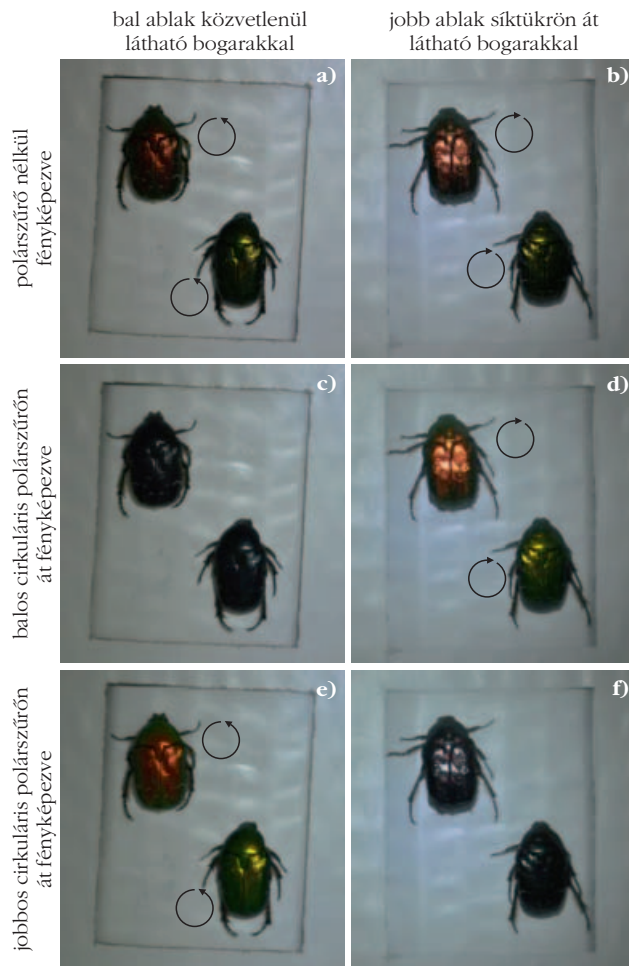 bal ablak közvetlenül
látható bogarakkal
jobb ablak síktükrön át
látható bogarakkal
polárszűrő nélkül
fényképezve
a)
b)
balos cirkuláris polárszűrőn
át fényképezve
c)
d)
jobbos cirkuláris polárszűrőn
át fényképezve
e)
f)